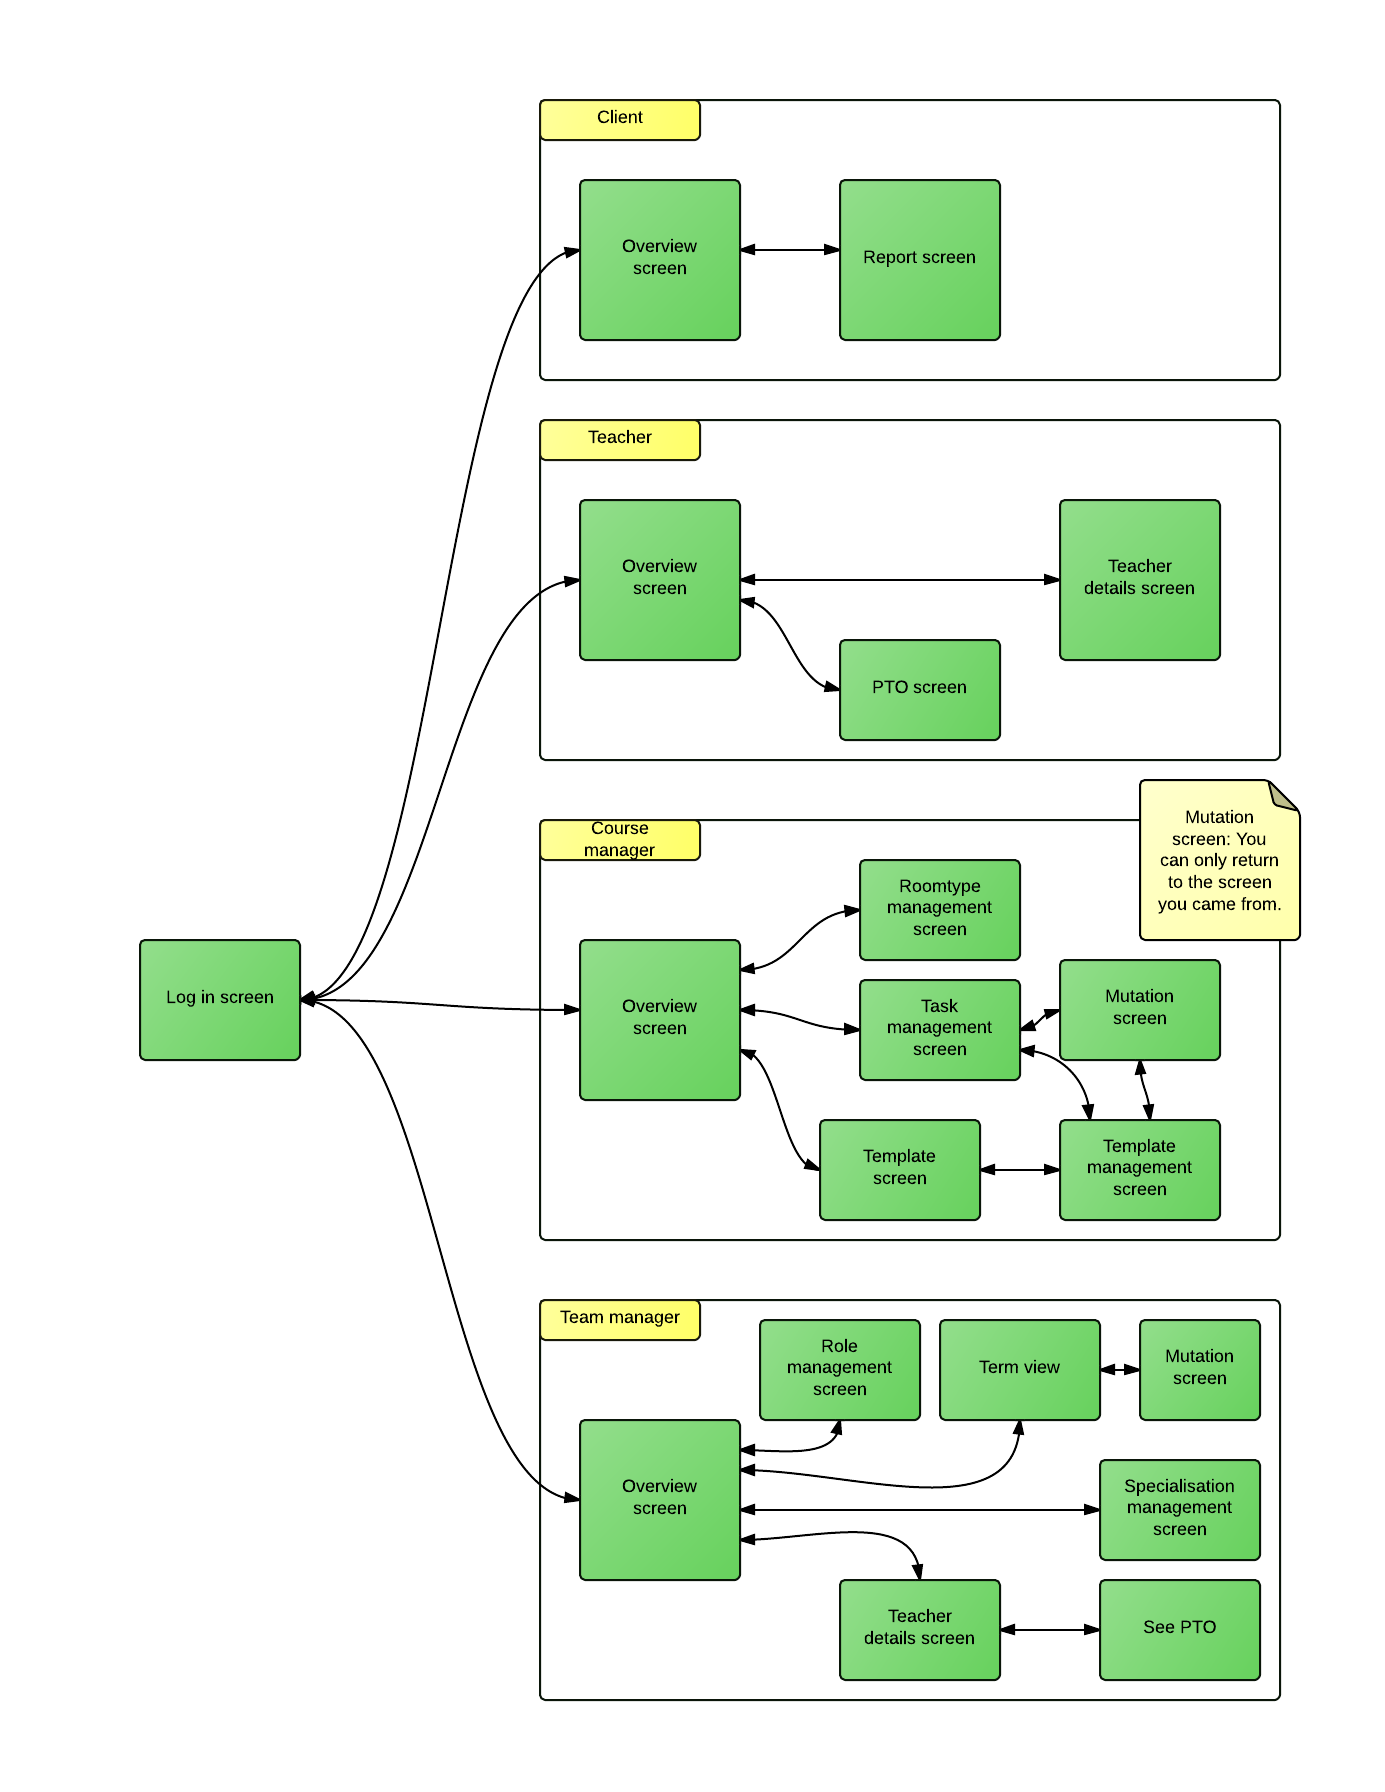 Client
Overview
screen
Report screen
Teacher
Overview
screen
Teacher
details screen
PTO screen
Course
manager
Mutation
screen: You
can only return
to the screen
you came from.
Roomtype
management
screen
Log in screen
Overview
screen
Task
management
screen
Mutation
screen
Template
screen
Template
management
screen
Team manager
Role
management
screen
Term view
Mutation
screen
Overview
screen
Specialisation
management
screen
Teacher
details screen
See PTO